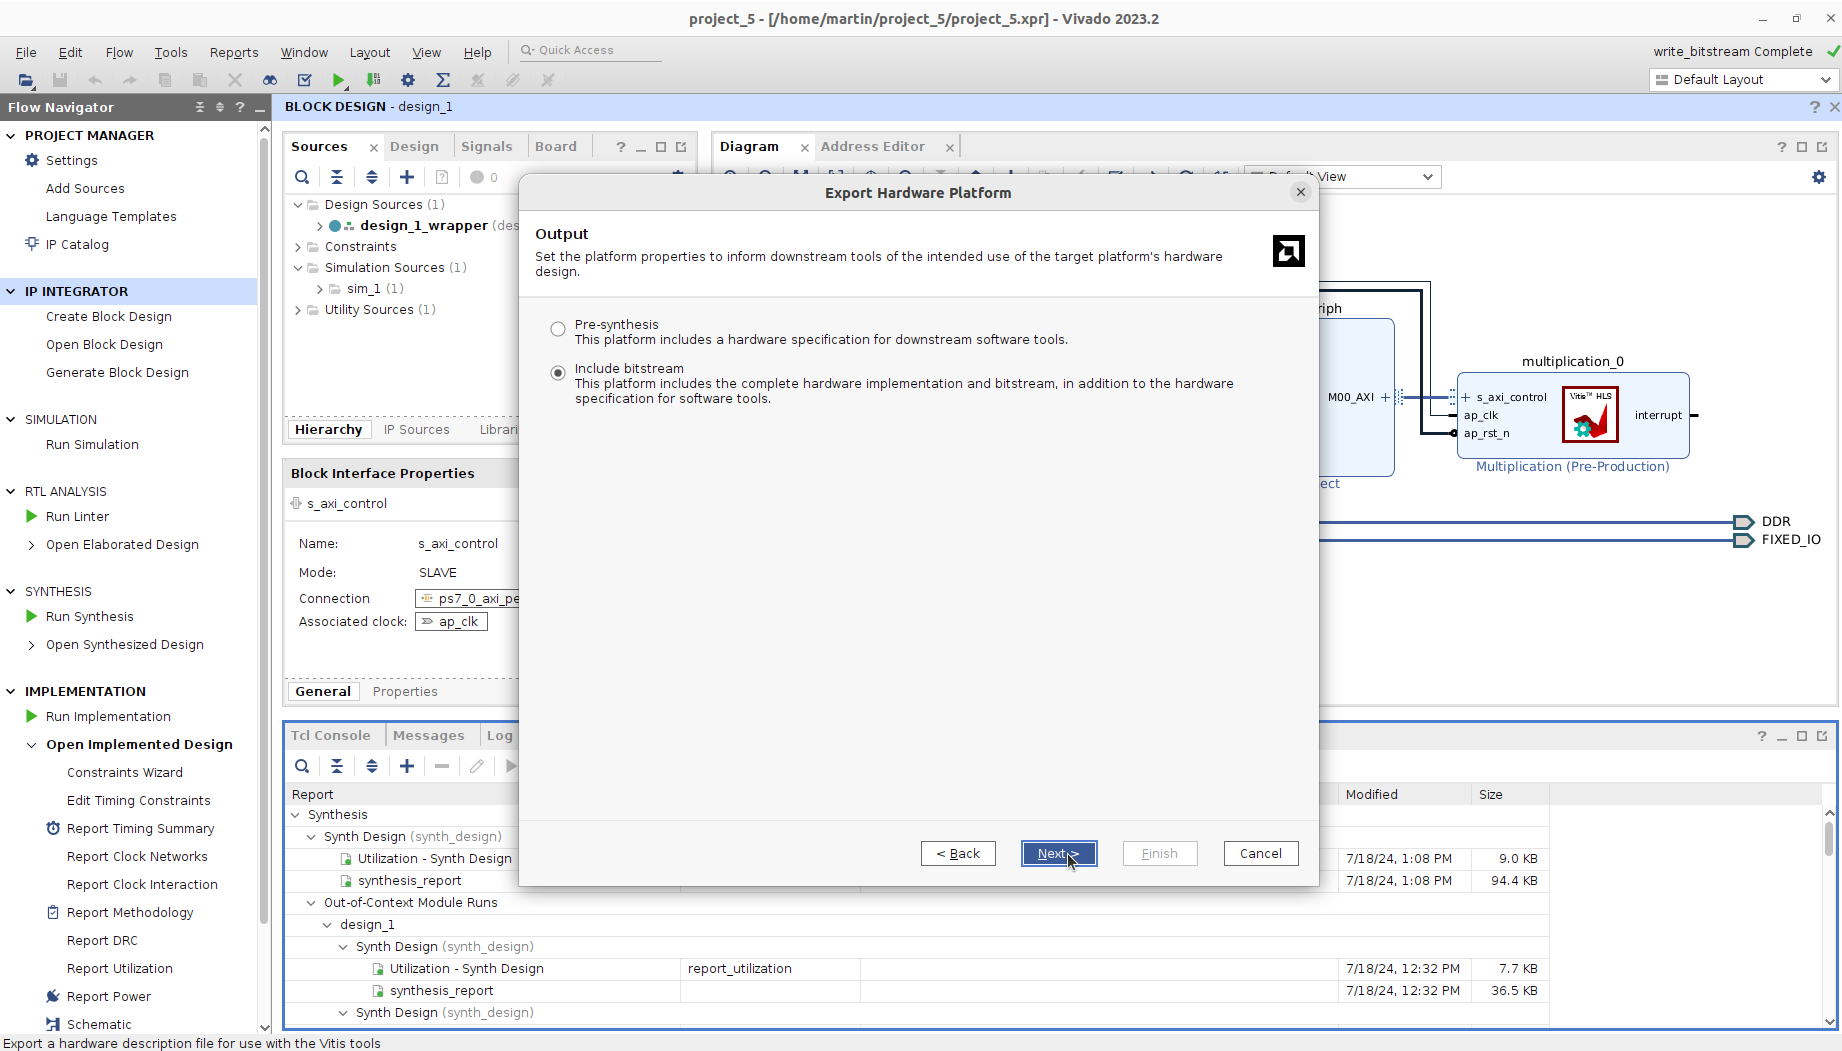 project_5 - [/home/martin/project_5/project_5.xpr] - Vivado 2023.2
File Edit Flow Tools Reports Window Layout View Help Quick Access
write_bitstream Complete
Default Layout
Flow Navigator
PROJECT MANAGER
Settings
Add Sources
Language Templates
IP Catalog
IP INTEGRATOR
Create Block Design
Open Block Design
Generate Block Design
SIMULATION
Run Simulation
RTL ANALYSIS
Run Linter
Open Elaborated Design
SYNTHESIS
Run Synthesis
Open Synthesized Design
IMPLEMENTATION
Run Implementation
Open Implemented Design
Constraints Wizard
Edit Timing Constraints
Report Timing Summary
Report Clock Networks
Report Clock Interaction
Report Methodology
Report DRC
Report Utilization
Report Power
Schematic
BLOCK DESIGN - design_1
Sources Design Signals Board
0
Design Sources (1)
design_1_wrapper (des
Constraints
Simulation Sources (1)
sim_1 (1)
Utility Sources (1)
Hierarchy IP Sources Librari
Block Interface Properties
s_axi_control
Name: s_axi_control
Mode: SLAVE
Connection ps7_0_axi_pe
Associated clock: ap_clk
General Properties
Diagram Address Editor
View
Export Hardware Platform
Output
Set the platform properties to inform downstream tools of the intended use of the target platform's hardware
design.
Pre-synthesis
This platform includes a hardware specification for downstream software tools.
Include bitstream
This platform includes the complete hardware implementation and bitstream, in addition to the hardware
specification for software tools.
< Back Next > Finish Cancel
riph
M00_AXI
ect
multiplication_0
s_axi_control
ap_clk
ap_rst_n
Vitis™ HLS
interrupt
Multiplication (Pre-Production)
DDR
FIXED_IO
Tcl Console Messages Log
Report Modified Size
Synthesis
Synth Design (synth_design)
Utilization - Synth Design 7/18/24, 1:08 PM 9.0 KB
synthesis_report 7/18/24, 1:08 PM 94.4 KB
Out-of-Context Module Runs
design_1
Synth Design (synth_design)
Utilization - Synth Design report_utilization 7/18/24, 12:32 PM 7.7 KB
synthesis_report 7/18/24, 12:32 PM 36.5 KB
Synth Design (synth_design)
Export a hardware description file for use with the Vitis tools